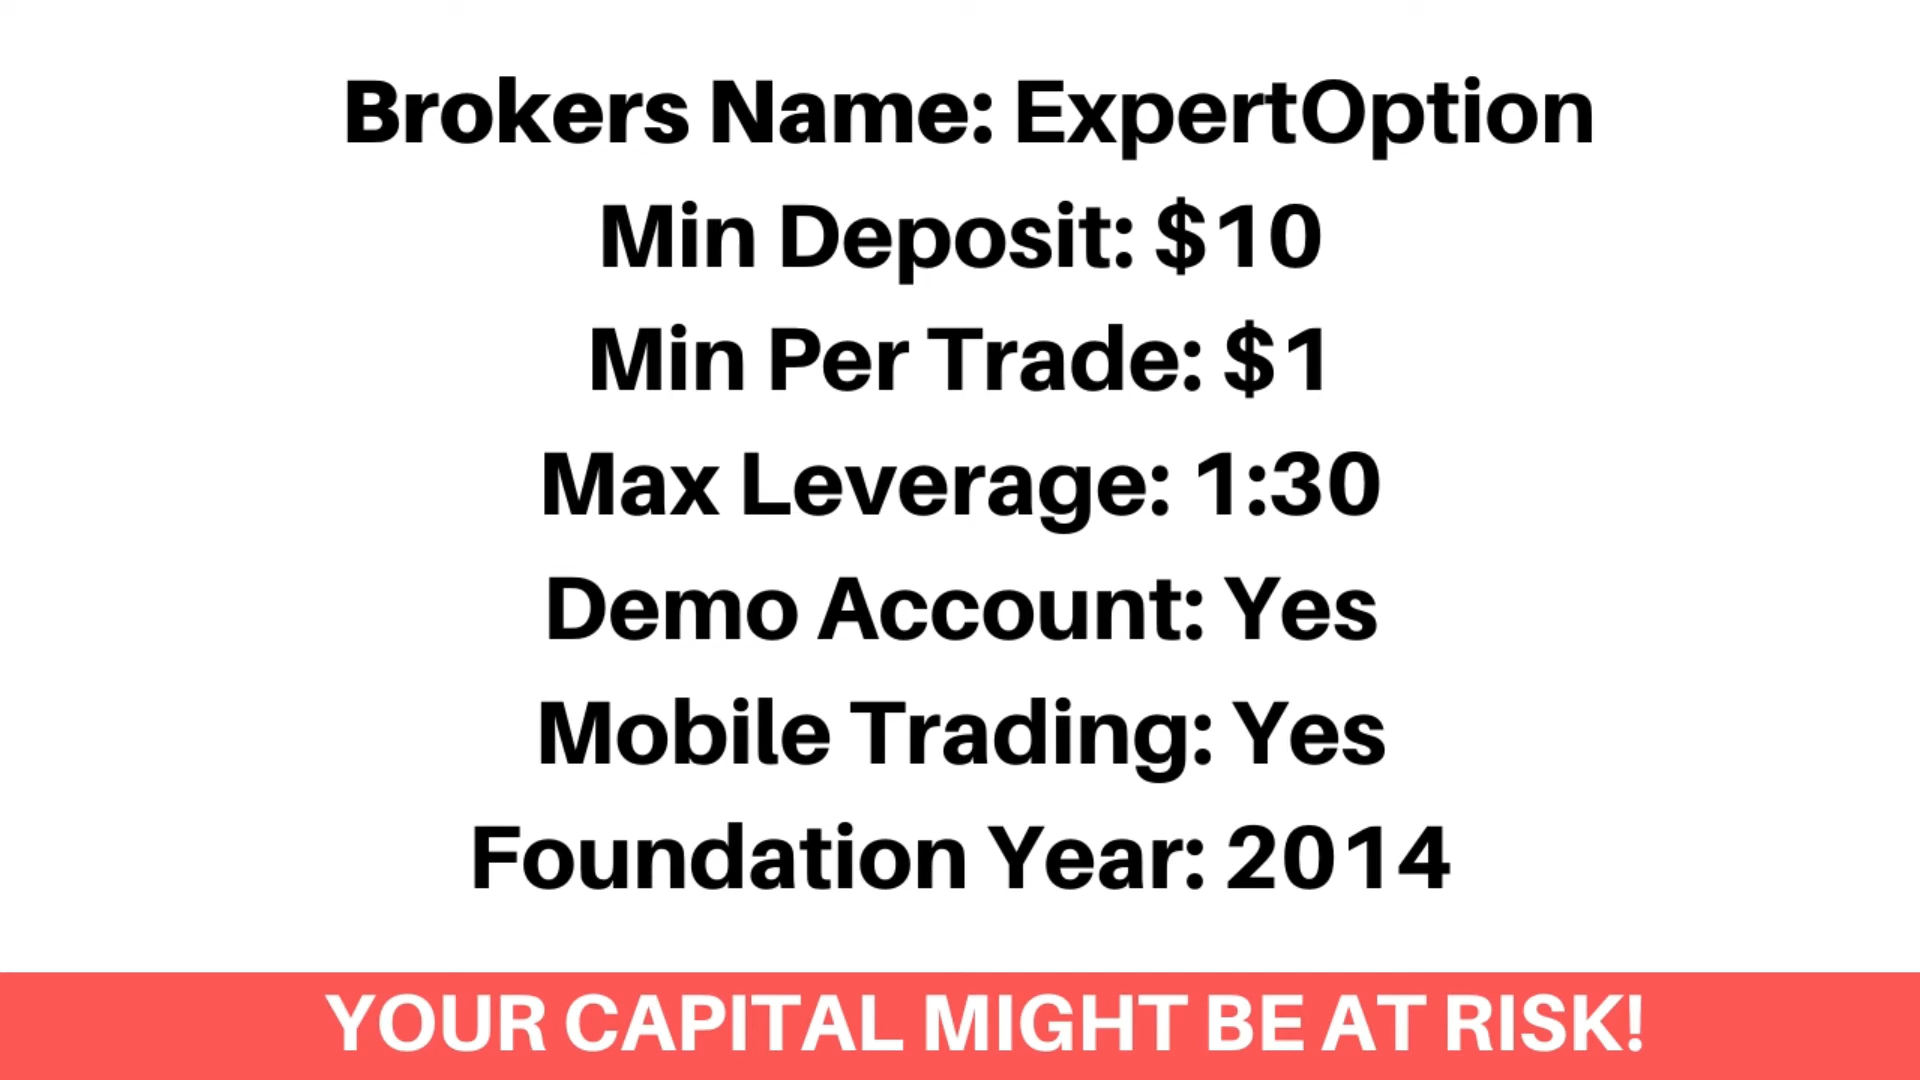 Brokers Name: ExpertOption
Min Deposit: $10
Min Per Trade: $1
Max Leverage: 1:30
Demo Account: Yes
Mobile Trading: Yes
Foundation Year: 2014
YOUR CAPITAL MIGHT BE AT RISK!